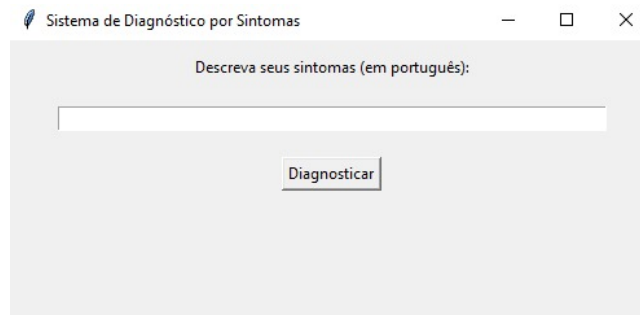 Sistema de Diagnóstico por Sintomas
Descreva seus sintomas (em português):
Diagnosticar